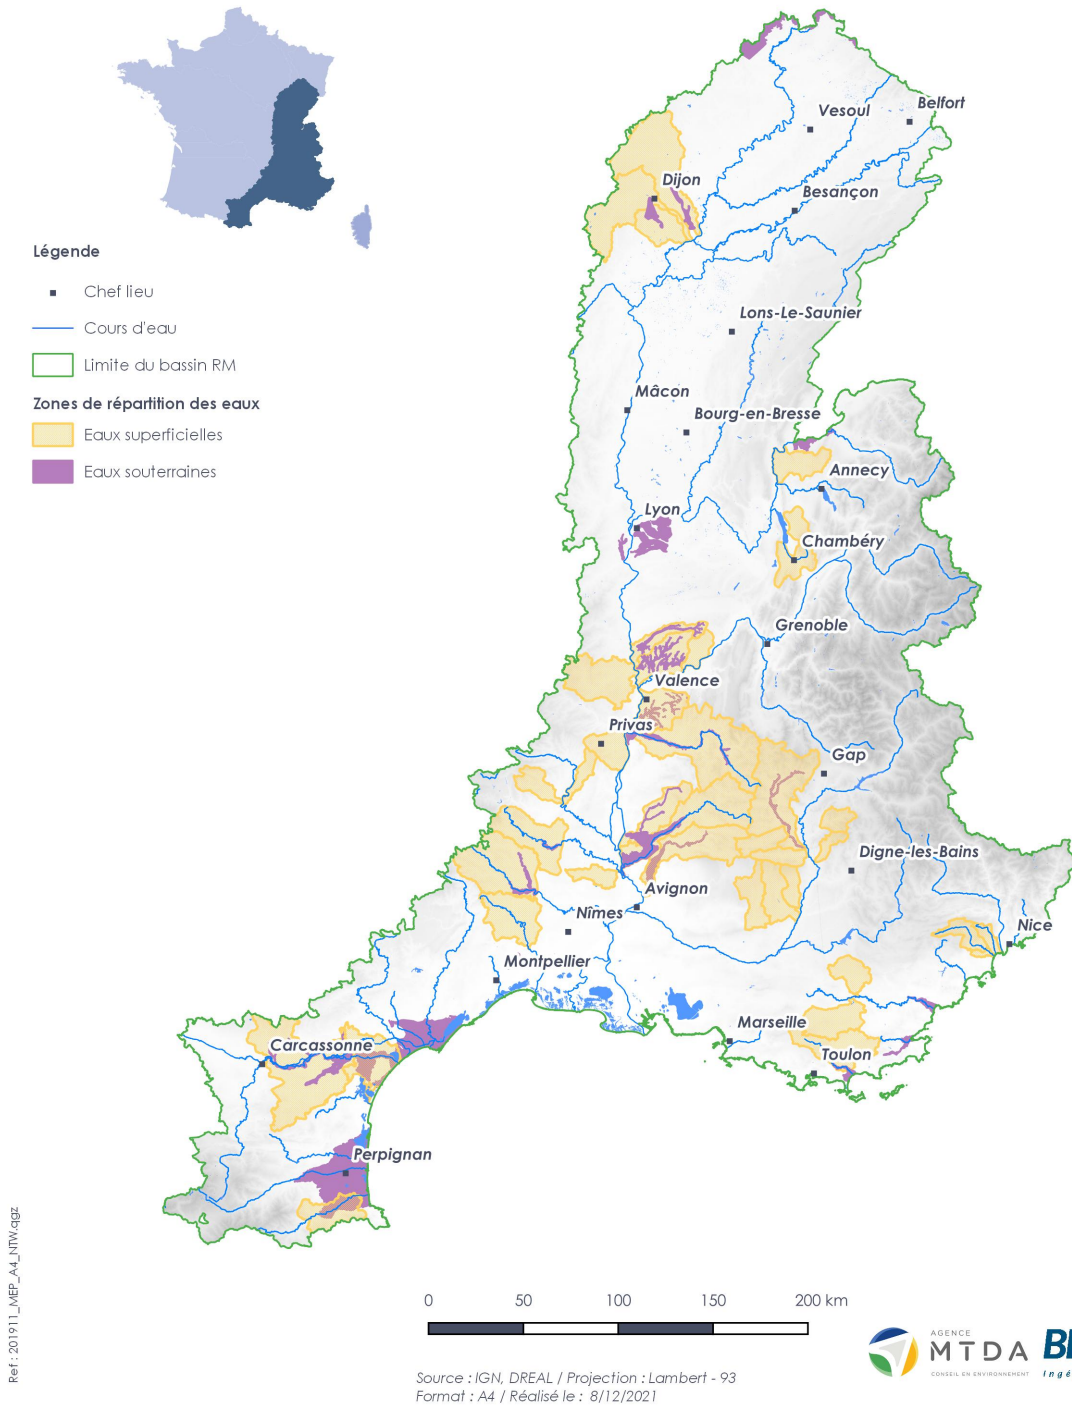 Vesoul
Belfort
Dijon
Besançon
Légende
Chef lieu
Cours d'eau
Limite du bassin RM
Zones de répartition des eaux
Eaux superficielles
Eaux souterraines
Lons-Le-Saunier
Mâcon
Bourg-en-Bresse
Annecy
Lyon
Chambéry
Grenoble
Valence
Privas
Gap
Digne-les-Bains
Avignon
Nîmes
Nice
Montpellier
Marseille
Carcassonne
Toulon
Perpignan
Ref : 201911_MEP_A4_NTW.qgz
0 50 100 150 200 km
Source : IGN, DREAL / Projection : Lambert - 93
Format : A4 / Réalisé le : 8/12/2021
AGENCE
MTDA
CONSEIL EN ENVIRONNEMENT